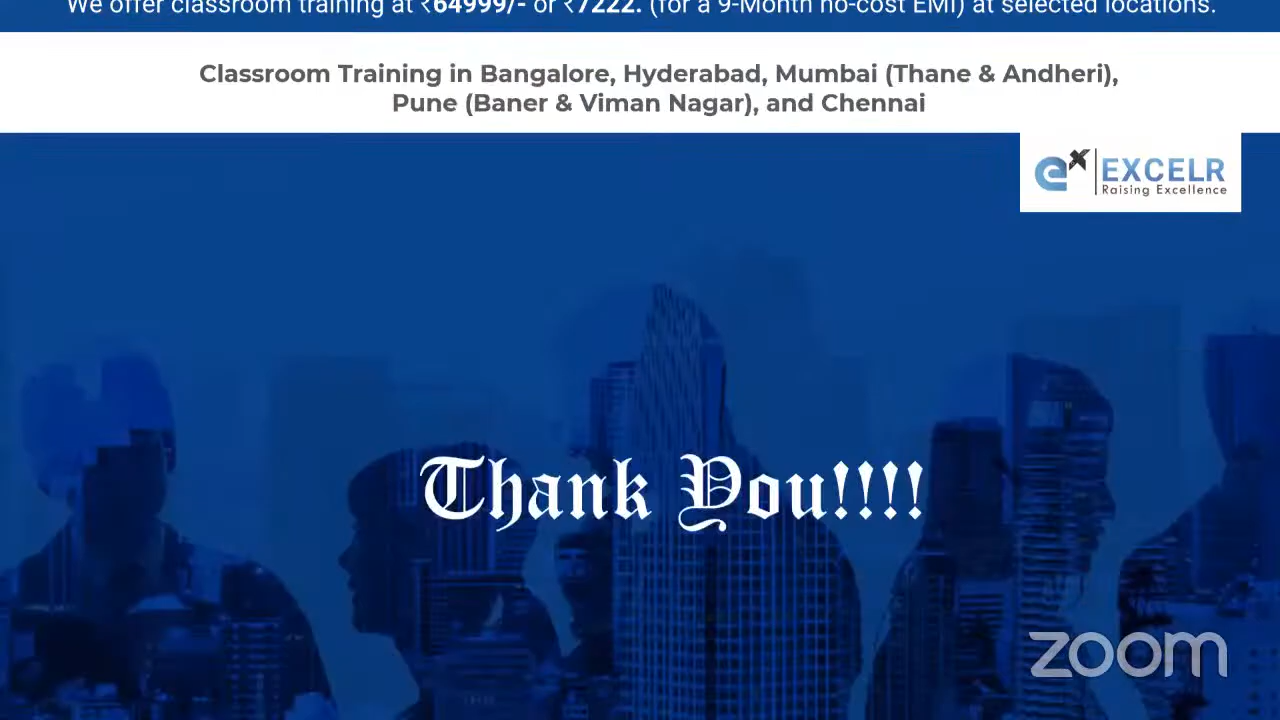 We offer classroom training at ₹64999/- or ₹7222. (for a 9-Month no-cost EMI) at selected locations.
Classroom Training in Bangalore, Hyderabad, Mumbai (Thane & Andheri),
Pune (Baner & Viman Nagar), and Chennai
ex EXCELR
Raising Excellence
Thank You!!!!
zoom